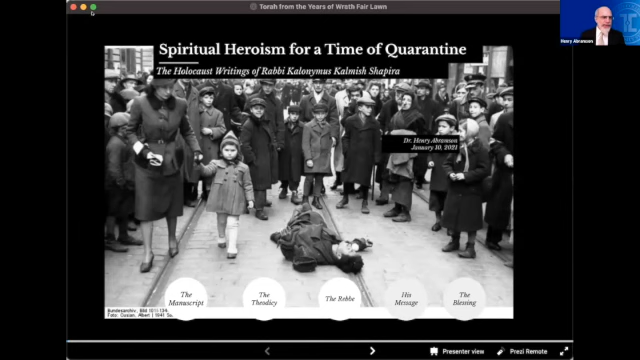 Torah from the Years of Wrath Fair Lawn
Spiritual Heroism for a Time of Quarantine
The Holocaust Writings of Rabbi Kalonymus Kalmish Shapira
Dr. Henry Abramson
January 10, 2021
The
Manuscript
The
Theodicy
The Rebbe
His
Message
The
Blessing
Bundesarchiv, Bild 101I-134-
Foto: Cusian, Albert | 1941 Su
Presenter view
Prezi Remote
Henry Abramson